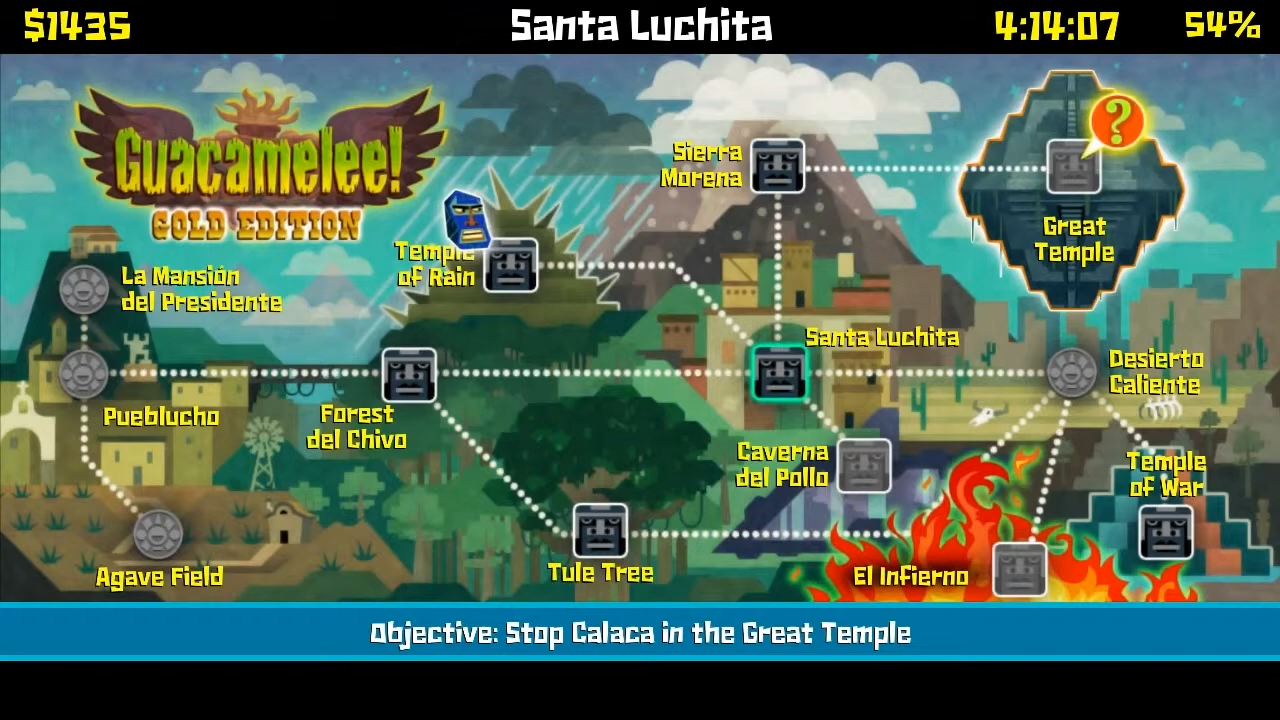 $1435
Santa Luchita
4:14:07
54%
Guacamelee!
GOLD EDITION
Sierra
Morena
?
Great
Temple
Temple
of Rain
La Mansión
del Presidente
Santa Luchita
Desierto
Caliente
Pueblucho
Forest
del Chivo
Caverna
del Pollo
Temple
of War
Agave Field
Tule Tree
El Infierno
Objective: Stop Calaca in the Great Temple